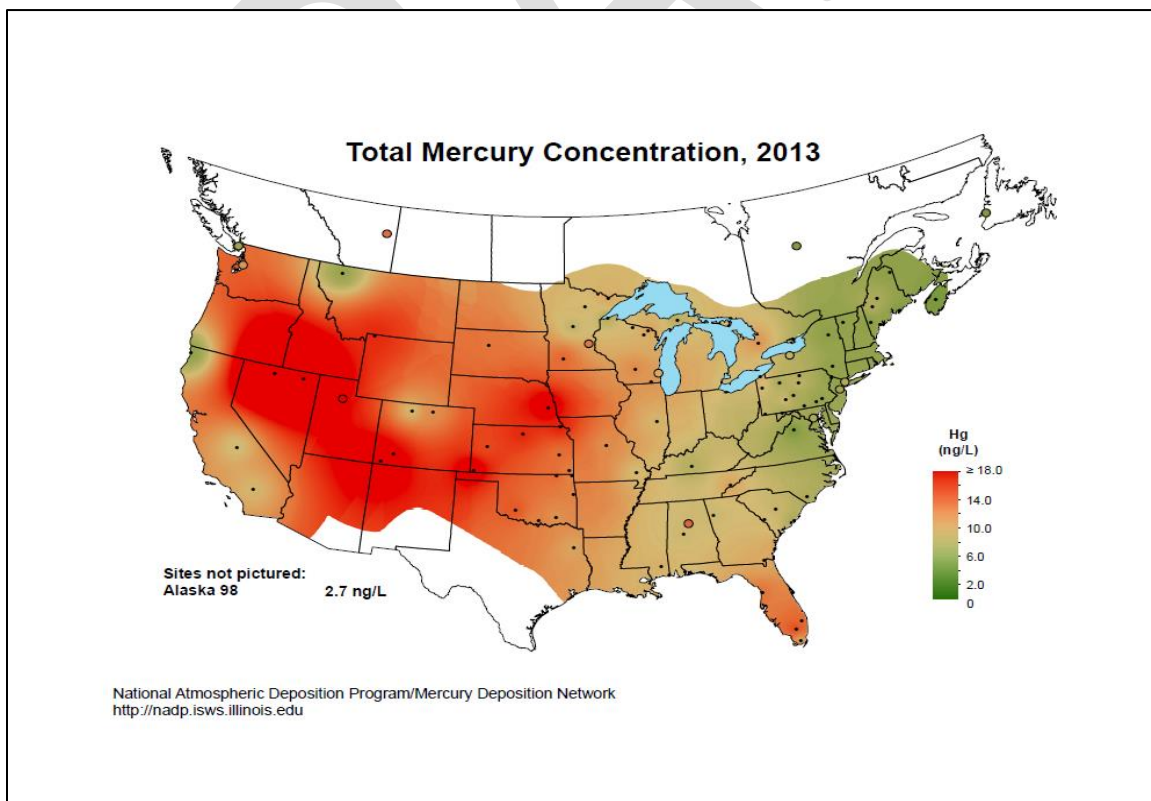 Total Mercury Concentration, 2013
Hg
(ng/L)
≥ 18.0
14.0
10.0
6.0
2.0
0
Sites not pictured:
Alaska 98 2.7 ng/L
National Atmospheric Deposition Program/Mercury Deposition Network
http://nadp.isws.illinois.edu